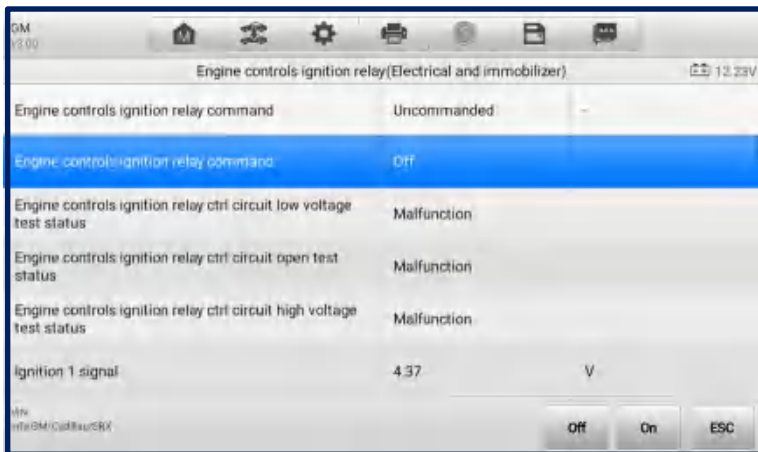 GM
V3.00
Engine controls ignition relay(Electrical and immobilizer)
12.23V
Engine controls ignition relay command Uncommanded -
Engine controls ignition relay command Off
Engine controls ignition relay ctrl circuit low voltage
test status Malfunction
Engine controls ignition relay ctrl circuit open test
status Malfunction
Engine controls ignition relay ctrl circuit high voltage
test status Malfunction
Ignition 1 signal 4.37 V
Off On ESC